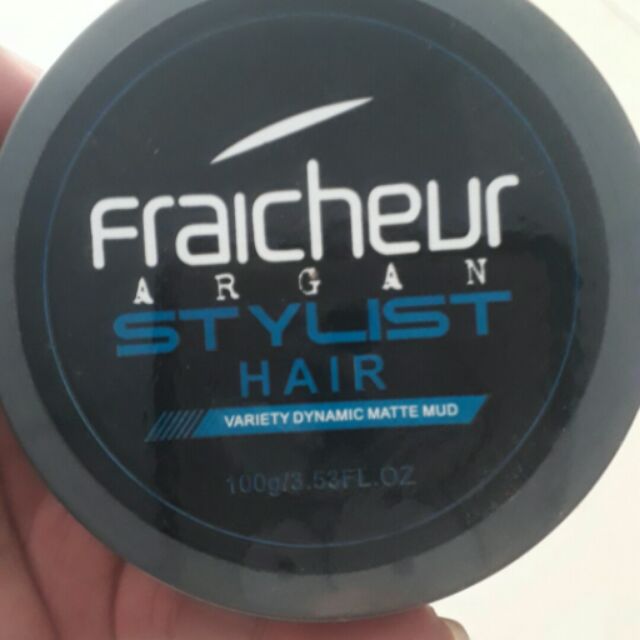 Fraicheur
ARGAN
STYLIST
HAIR
VARIETY DYNAMIC MATTE MUD
100g/3.53FL.OZ